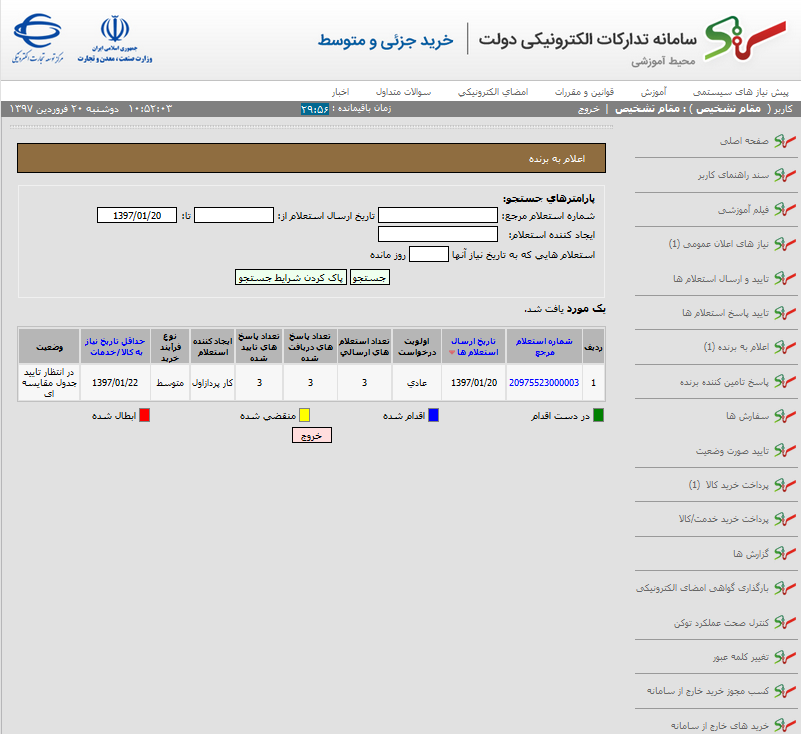 سامانه تدارکات الکترونیکی دولت
محیط آموزشی
خرید جزئی و متوسط
جمهوری اسلامی ایران
وزارت صنعت، معدن و تجارت
مرکز توسعه تجارت الکترونیکی
پیش نیاز های سیستمی آموزش قوانین و مقررات امضای الکترونیکی سوالات متداول اخبار
کاربر ( مقام تشخیص ) : مقام تشخیص | خروج زمان باقیمانده : ۲۹:۵۶ ۱۰:۵۲:۰۳ دوشنبه ۲۰ فروردین ۱۳۹۷
صفحه اصلی
سند راهنمای کاربر
فیلم آموزشی
نیاز های اعلان عمومی (1)
تایید و ارسال استعلام ها
تایید پاسخ استعلام ها
اعلام به برنده (1)
پاسخ تامین کننده برنده
سفارش ها
تایید صورت وضعیت
پرداخت خرید کالا (1)
پرداخت خرید خدمت/کالا
گزارش ها
بارگذاری گواهی امضای الکترونیکی
کنترل صحت عملکرد توکن
تغییر کلمه عبور
کسب مجوز خرید خارج از سامانه
خرید های خارج از سامانه
اعلام به برنده
پارامترهاي جستجو:
شماره استعلام مرجع: تاریخ ارسال استعلام از: تا: 1397/01/20
ایجاد کننده استعلام:
استعلام هایي که به تاریخ نیاز آنها روز مانده
جستجو پاک کردن شرایط جستجو
یک مورد یافت شد.
ردیف شماره استعلام مرجع تاریخ ارسال استعلام ها اولویت درخواست تعداد استعلام های ارسالي تعداد پاسخ های دریافت شده تعداد پاسخ های تایید شده ایجاد کننده استعلام نوع فرآیند خرید حداقل تاریخ نیاز به کالا /خدمات وضعیت
1 20975523000003 1397/01/20 عادي 3 3 3 کار پردازاول متوسط 1397/01/22 در انتظار تایید جدول مقایسه ای
در دست اقدام اقدام شده منقضي شده ابطال شده
خروج